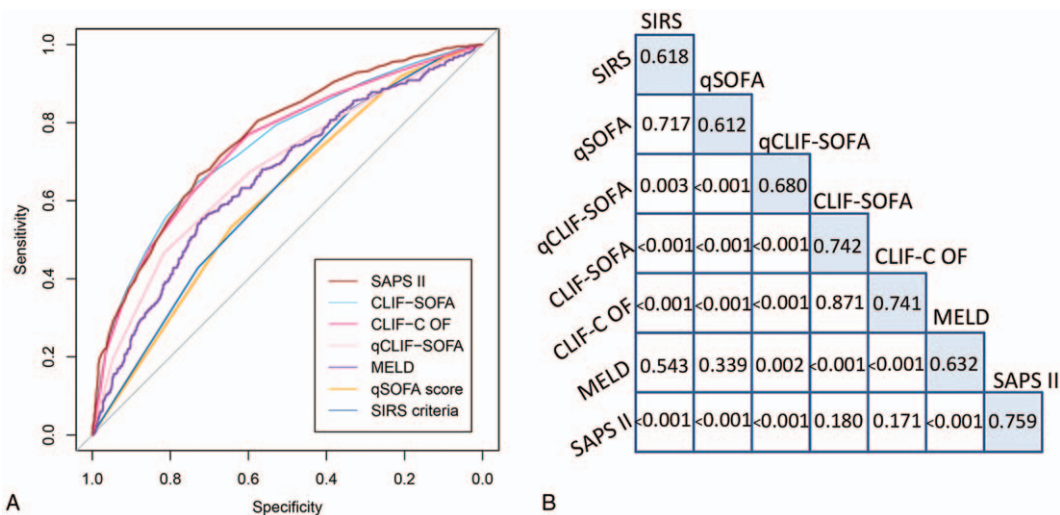 1.0
0.8
0.6
0.4
0.2
0.0
Sensitivity
1.0 0.8 0.6 0.4 0.2 0.0
Specificity
SAPS II
CLIF-SOFA
CLIF-C OF
qCLIF-SOFA
MELD
qSOFA score
SIRS criteria
A
SIRS
SIRS 0.618 qSOFA
qSOFA 0.717 0.612 qCLIF-SOFA
qCLIF-SOFA 0.003 <0.001 0.680 CLIF-SOFA
CLIF-SOFA <0.001 <0.001 <0.001 0.742 CLIF-C OF
CLIF-C OF <0.001 <0.001 <0.001 0.871 0.741 MELD
MELD 0.543 0.339 0.002 <0.001 <0.001 0.632 SAPS II
SAPS II <0.001 <0.001 <0.001 0.180 0.171 <0.001 0.759
B